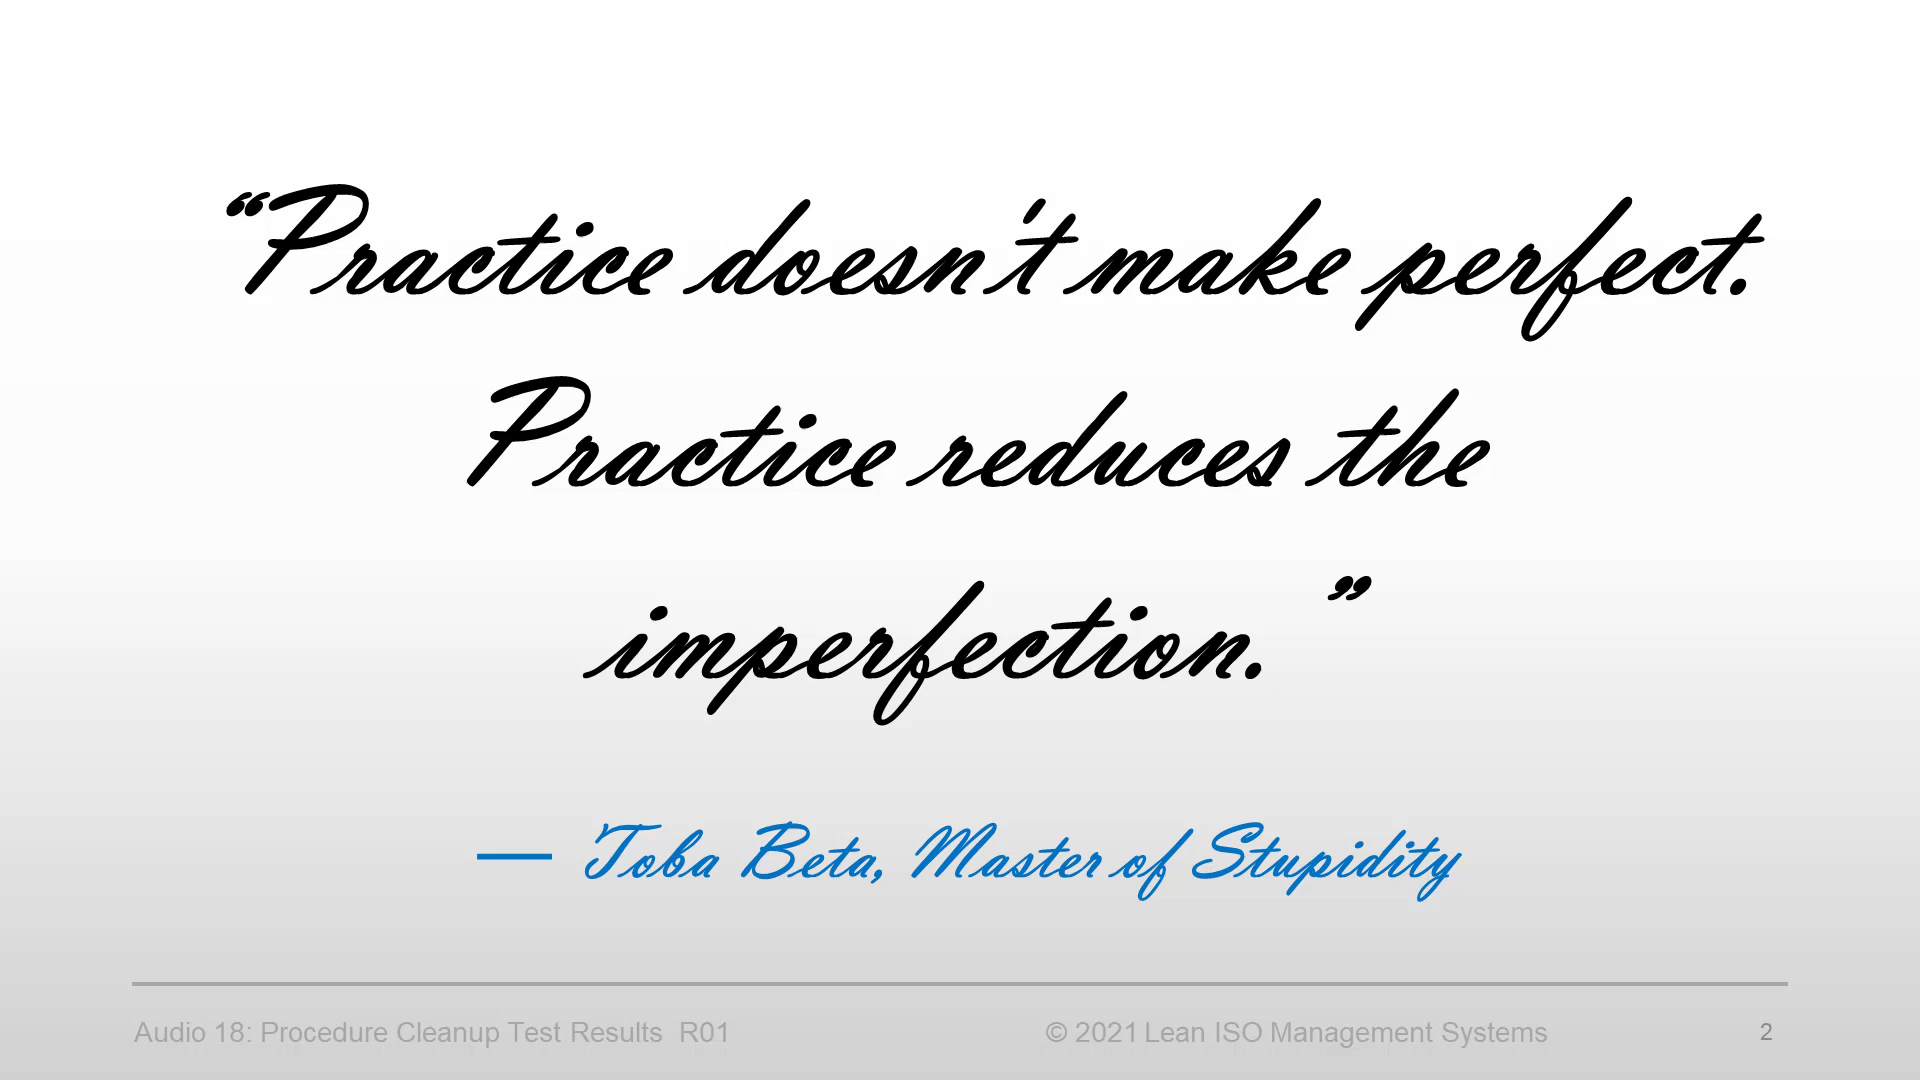 “Practice doesn’t make perfect.
Practice reduces the
imperfection.”
— Toba Beta, Master of Stupidity
Audio 18: Procedure Cleanup Test Results  R01
© 2021 Lean ISO Management Systems
2